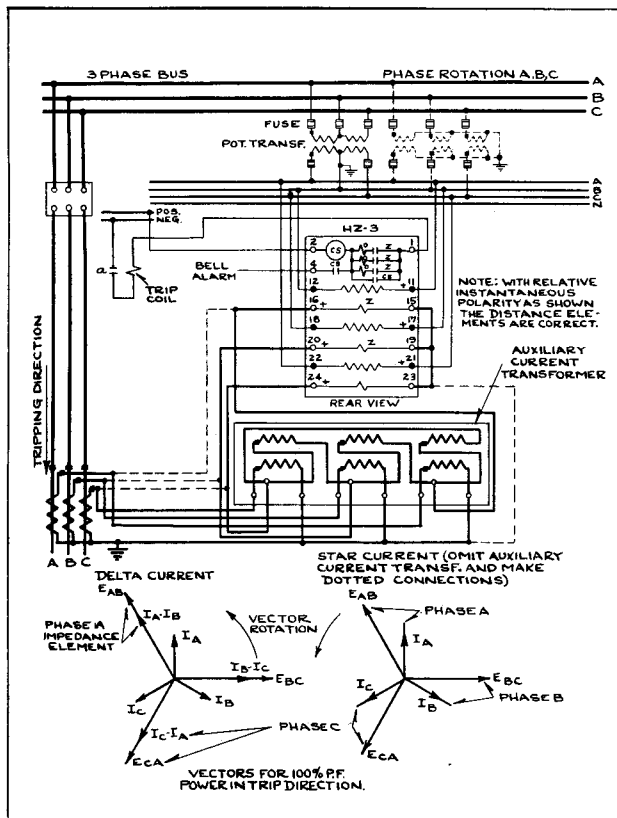 3 PHASE BUS
PHASE ROTATION A,B,C
A
B
C
FUSE
POT. TRANSF.
A
B
C
N
POS.
NEG.
HZ-3
2
1
CS
4
BELL ALARM
a
TRIP COIL
12
11
16
+
Z
15
18
+
17
20
+
Z
19
22
+
21
24
+
23
REAR VIEW
NOTE: WITH RELATIVE
INSTANTANEOUS
POLARITY AS SHOWN
THE DISTANCE ELE-
MENTS ARE CORRECT.
AUXILIARY
CURRENT
TRANSFORMER
TRIPPING DIRECTION
A B C
DELTA CURRENT
STAR CURRENT (OMIT AUXILIARY
CURRENT TRANSF. AND MAKE
DOTTED CONNECTIONS)
EAB
IA-IB
PHASE A
IMPEDANCE
ELEMENT
IA
VECTOR
ROTATION
IB-IC
EBC
IB
IC
IC-IA
ECA
PHASE C
EAB
PHASE A
IA
EBC
PHASE B
IB
IC
ECA
VECTORS FOR 100% P.F.
POWER IN TRIP DIRECTION.